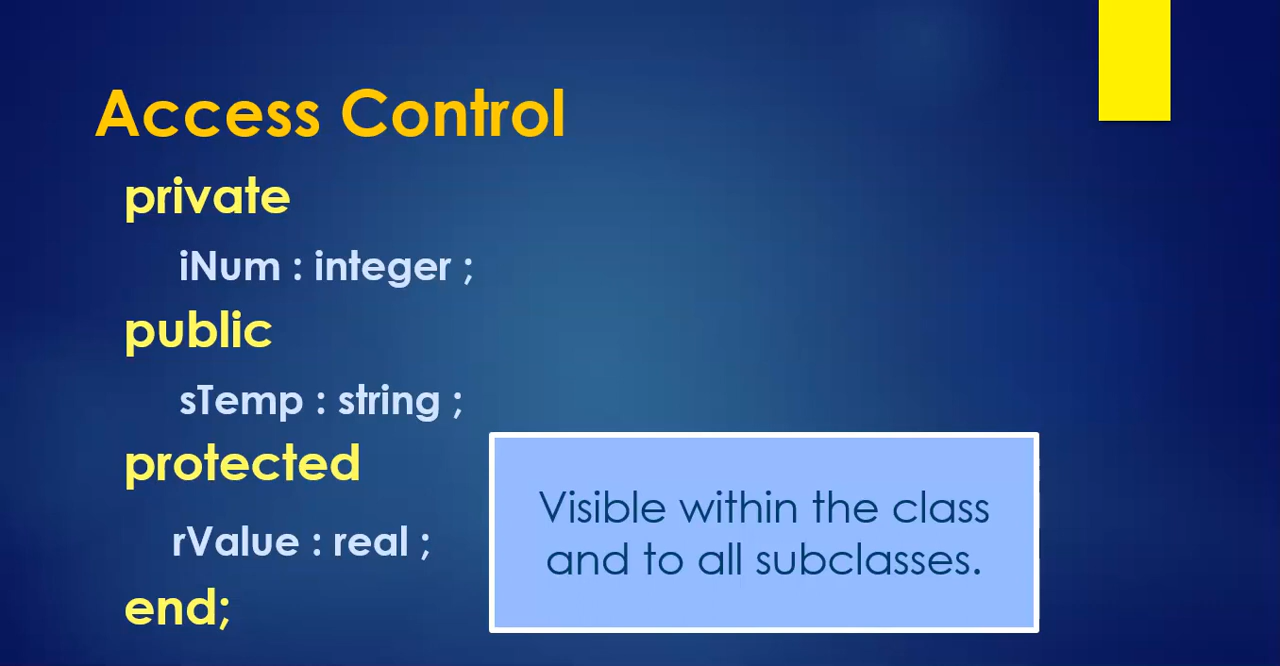 Access Control
private
iNum : integer ;
public
sTemp : string ;
protected
rValue : real ;
end;
Visible within the class
and to all subclasses.